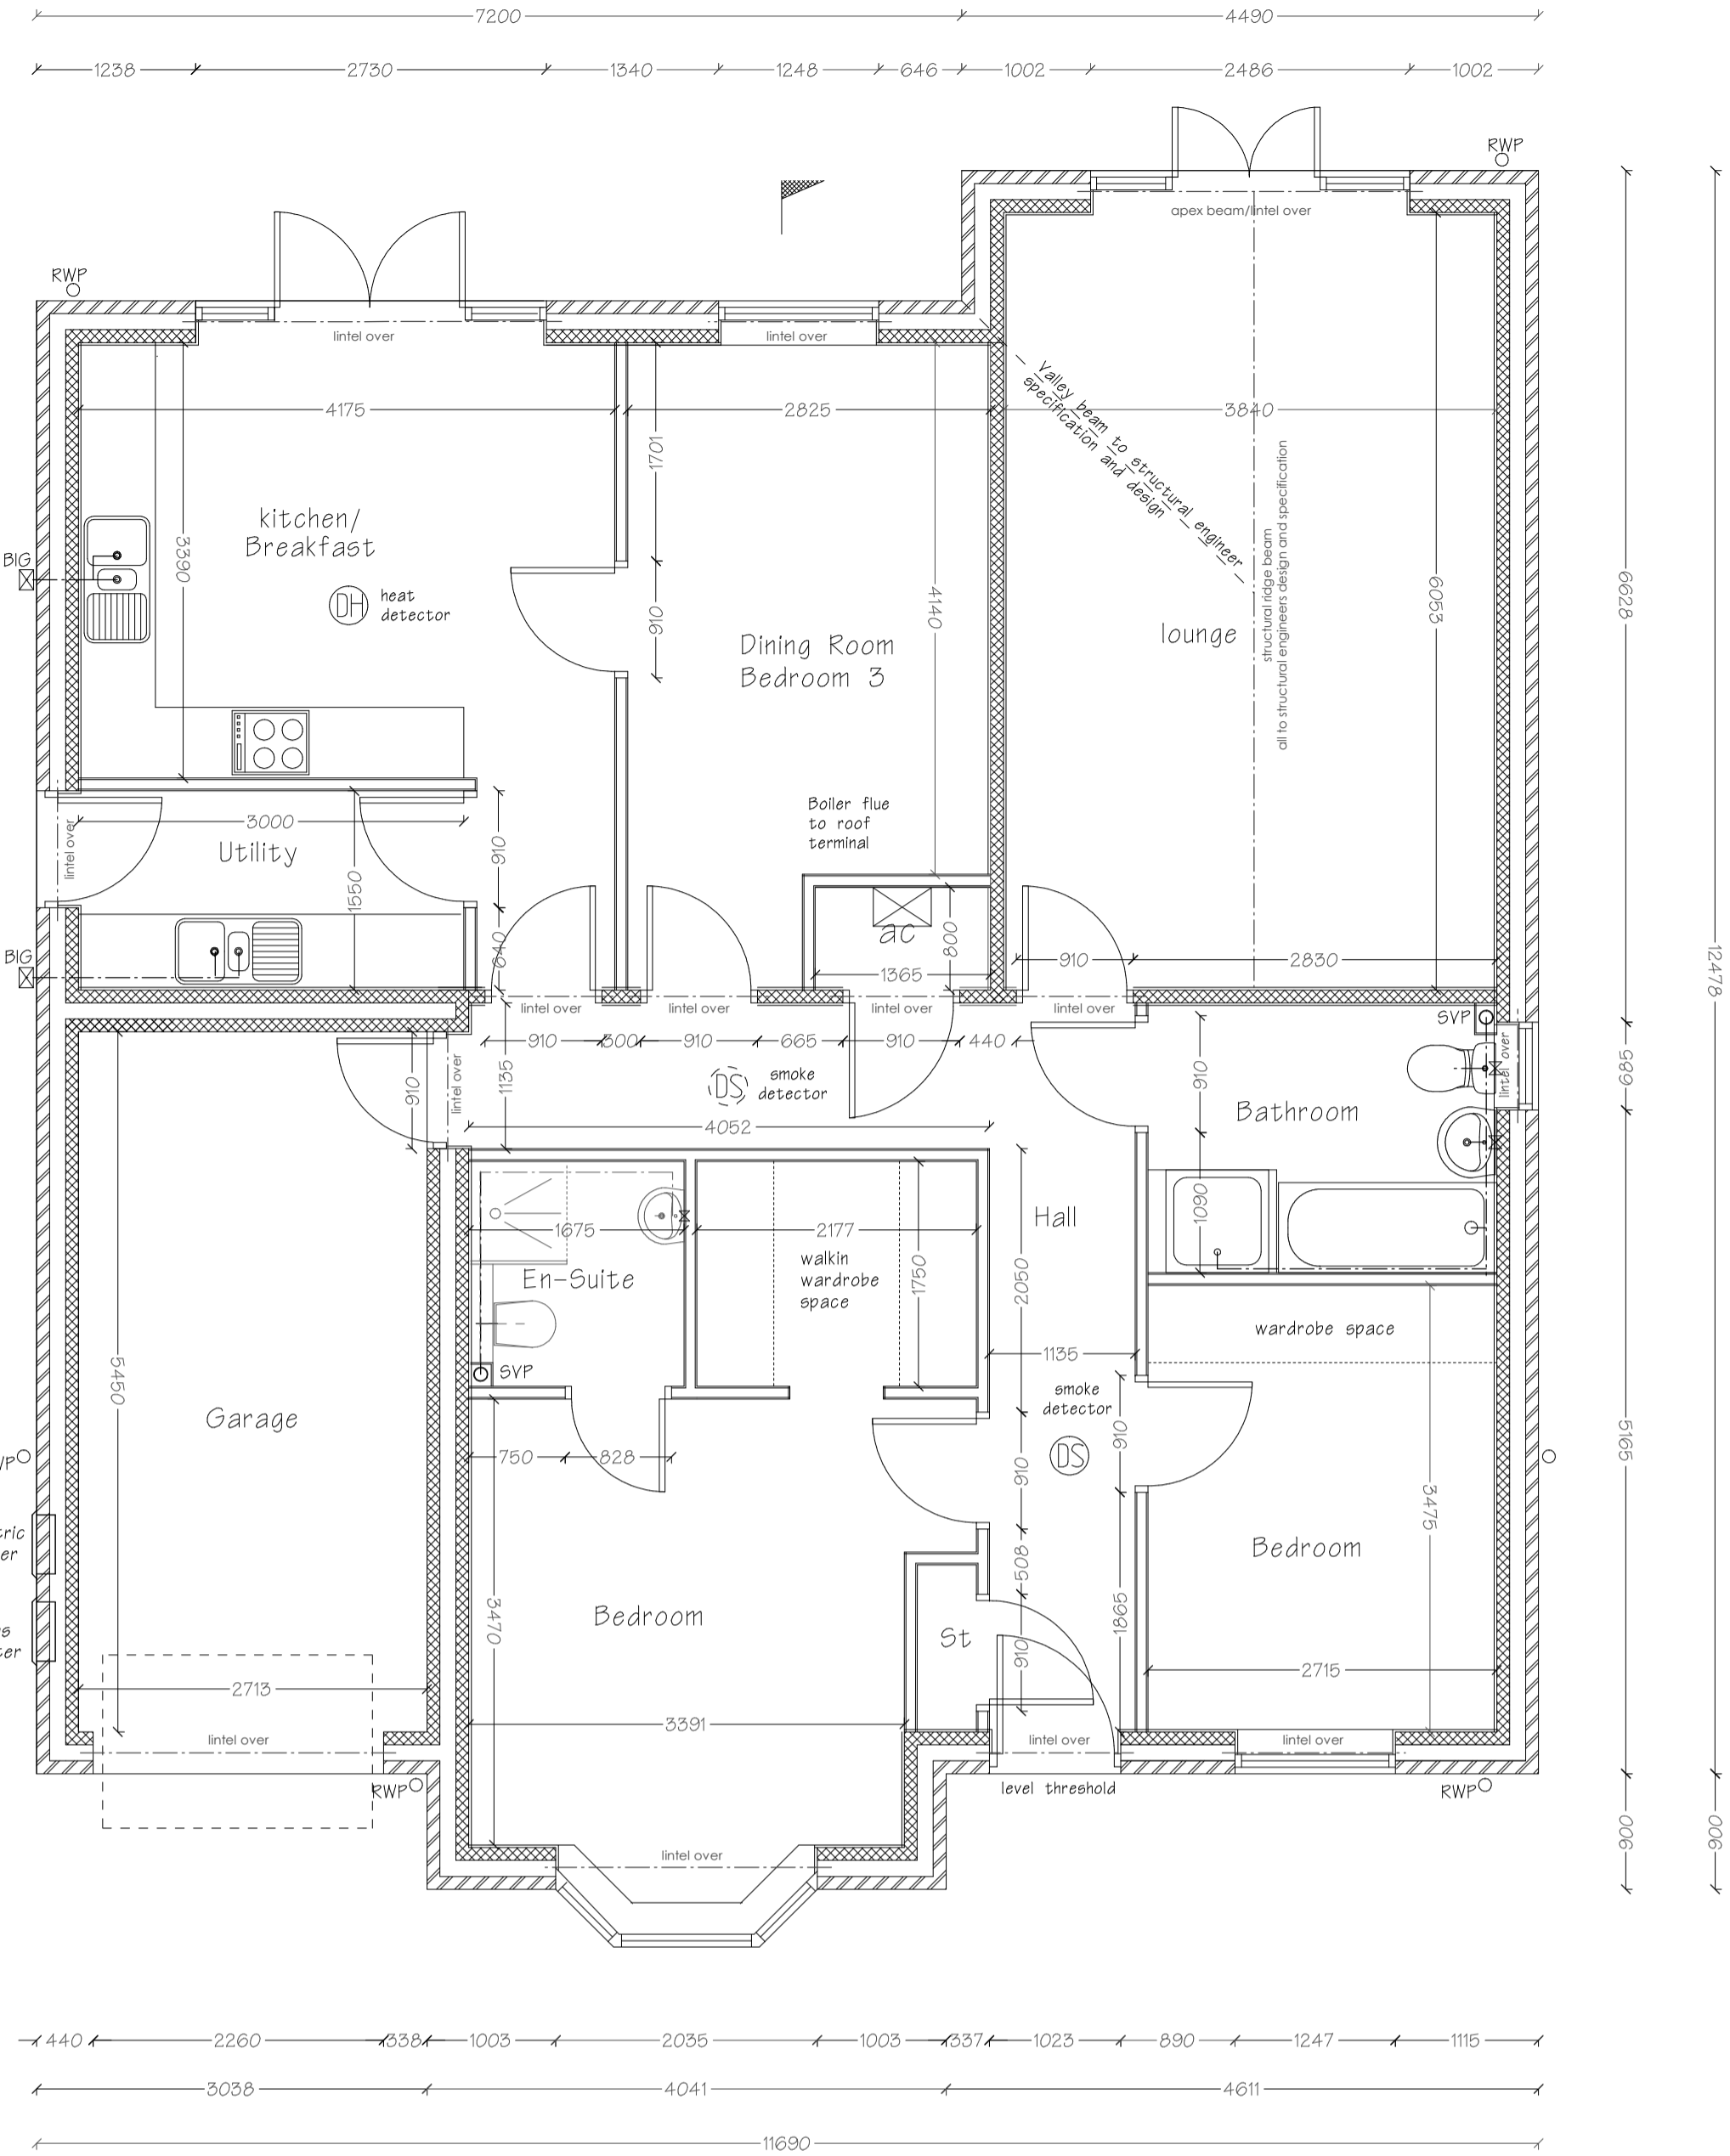 7200 4490
1238 2730 1340 1248 646 1002 2486 1002
RWP
apex beam/lintel over
RWP
lintel over
lintel over
4175 2825 3840
Valley beam to structural engineer
specification and design
1701
kitchen/
Breakfast
3390
BIG
heat
detector
DH
910
4140
structural ridge beam
all to structural engineers design and specification
6053
6628
Dining Room
Bedroom 3
lounge
Boiler flue
to roof
terminal
lintel over
3000
Utility
910
1550
640
ac
800
1365
910 2830
BIG
12478
lintel over
lintel over
lintel over
lintel over
SVP
910 300 910 665 910 440
1135
910
lintel over
DS
smoke
detector
4052
910
lintel over
989
Bathroom
1090
Hall
1675
2177
En-Suite
walkin
wardrobe
space
1750
2050
SVP
wardrobe space
1135
smoke
detector
DS
5450
Garage
750 828
910
910
3475
5165
Bedroom
3470
Bedroom
508
1865
St
910
2713
2715
3391
lintel over
lintel over
lintel over
RWP
level threshold
RWP
lintel over
900
900
440 2260 338 1003 2035 1003 337 1023 890 1247 1115
3038 4041 4611
11690